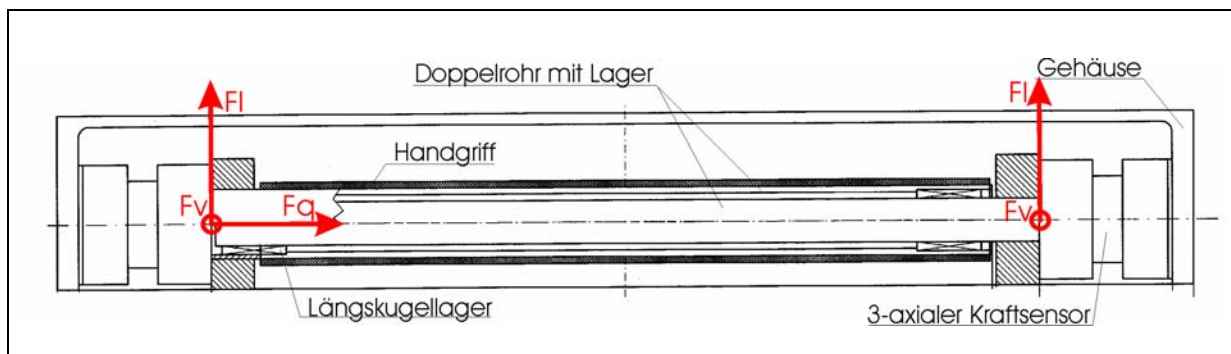 Doppelrohr mit Lager
Gehäuse
Fl
Fl
Handgriff
Fv
Fq
Fv
Längskugellager
3-axialer Kraftsensor